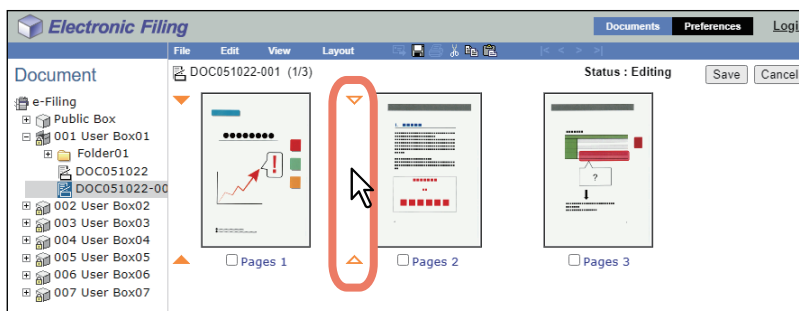 Electronic Filing
Documents Preferences Logi
File Edit View Layout |< < > >|
Document
DOC051022-001 (1/3) Status : Editing Save Cancel
e-Filing
Public Box
001 User Box01
Folder01
DOC051022
DOC051022-00
002 User Box02
003 User Box03
004 User Box04
005 User Box05
006 User Box06
007 User Box07
!
?
Pages 1 Pages 2 Pages 3